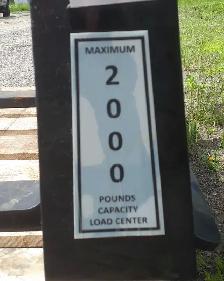 MAXIMUM
2
0
0
0
POUNDS
CAPACITY
LOAD CENTER